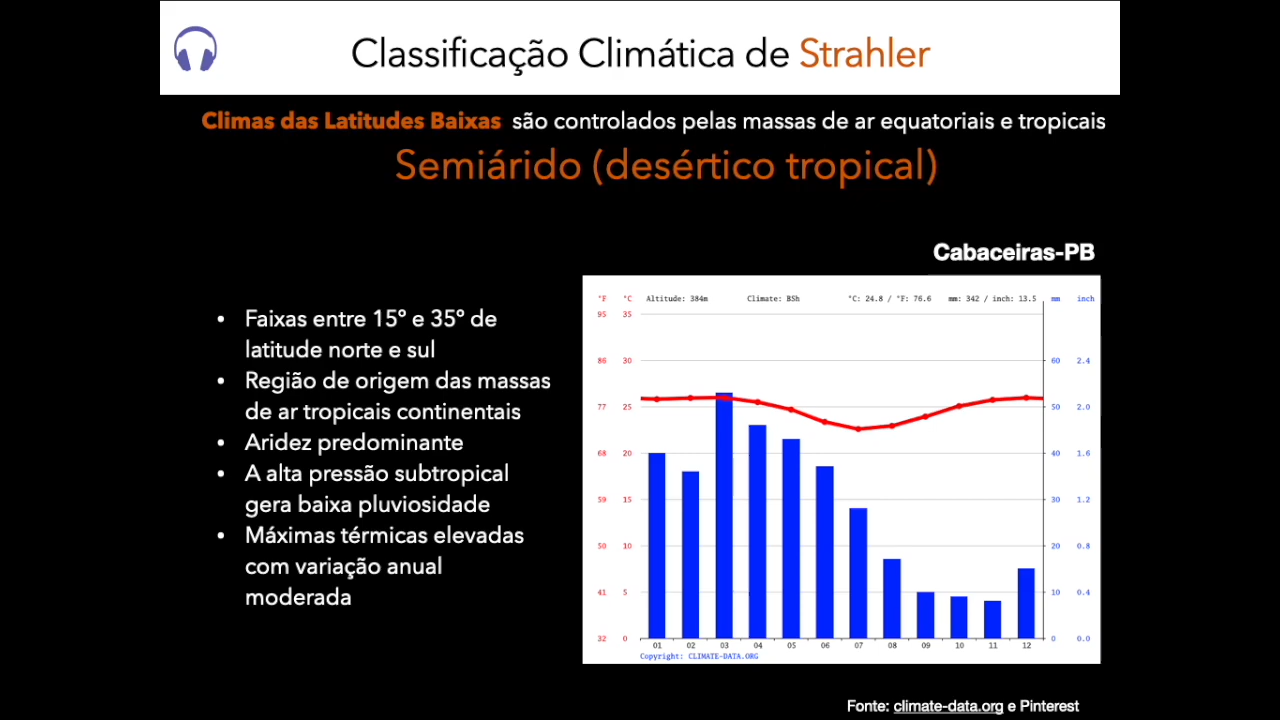 Classificação Climática de Strahler
Climas das Latitudes Baixas são controlados pelas massas de ar equatoriais e tropicais
Semiárido (desértico tropical)
Cabaceiras-PB
• Faixas entre 15º e 35º de
latitude norte e sul
• Região de origem das massas
de ar tropicais continentais
• Aridez predominante
• A alta pressão subtropical
gera baixa pluviosidade
• Máximas térmicas elevadas
com variação anual
moderada
°F °C Altitude: 384m Climate: BSh °C: 24.8 / °F: 76.6 mm: 342 / inch: 13.5 mm inch
95 35
86 30 60 2.4
77 25 50 2.0
68 20 40 1.6
59 15 30 1.2
50 10 20 0.8
41 5 10 0.4
32 0 0 0.0
01 02 03 04 05 06 07 08 09 10 11 12
Copyright: CLIMATE-DATA.ORG
Fonte: climate-data.org e Pinterest